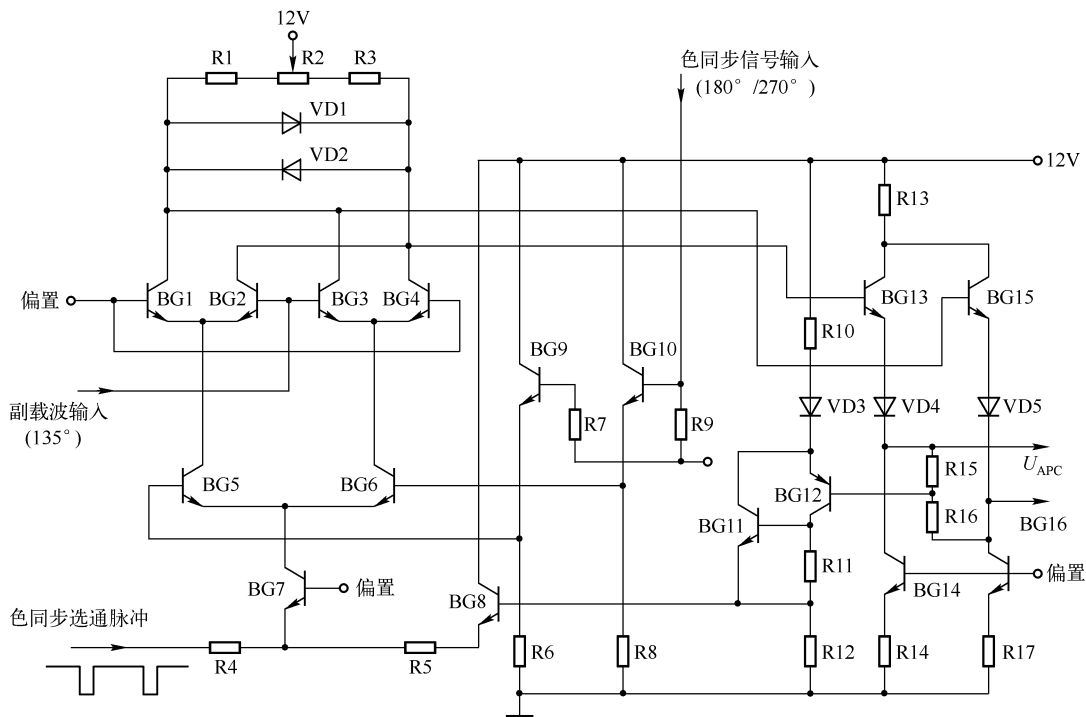 12V
R1
R2
R3
色同步信号输入
(180°/270°)
VD1
VD2
12V
R13
偏置
BG1
BG2
BG3
BG4
BG13
BG15
R10
BG9
BG10
副载波输入
(135°)
R7
R9
VD3
VD4
VD5
U_APC
R15
BG5
BG6
BG12
R16
BG16
BG11
R11
BG7
偏置
BG14
偏置
BG8
色同步选通脉冲
R4
R5
R6
R8
R12
R14
R17